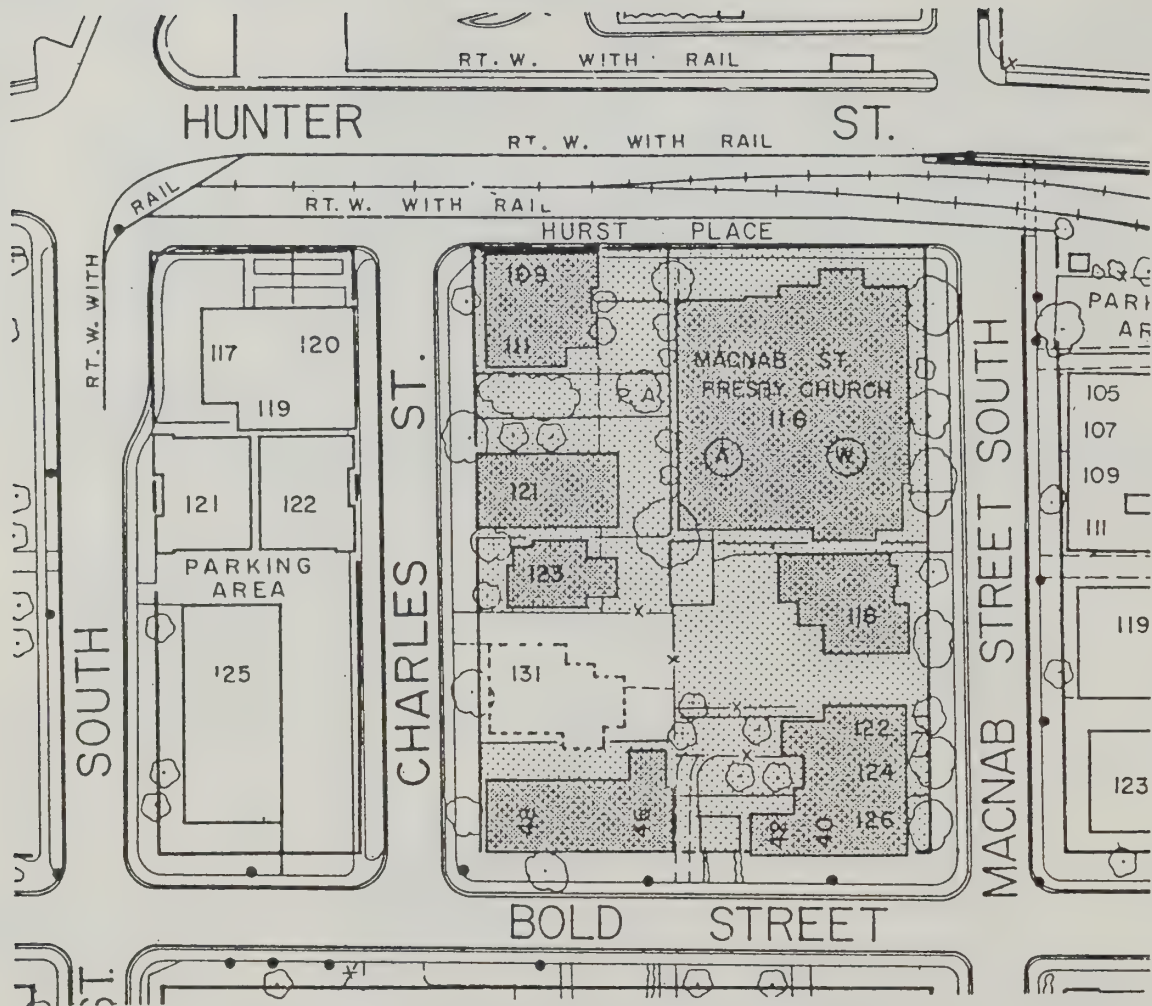 RT. W. WITH RAIL
HUNTER ST.
RT. W. WITH RAIL
RAIL
RT. W. WITH RAIL
HURST PLACE
RT. W. WITH
109
111
117
120
119
121
122
PARKING
AREA
125
SOUTH
CHARLES ST.
P. A.
MACNAB ST.
PRESBY. CHURCH
116
A
W
121
123
118
131
122
124
126
48
46
42
40
MACNAB STREET SOUTH
105
107
109
111
119
123
BOLD STREET
ST.